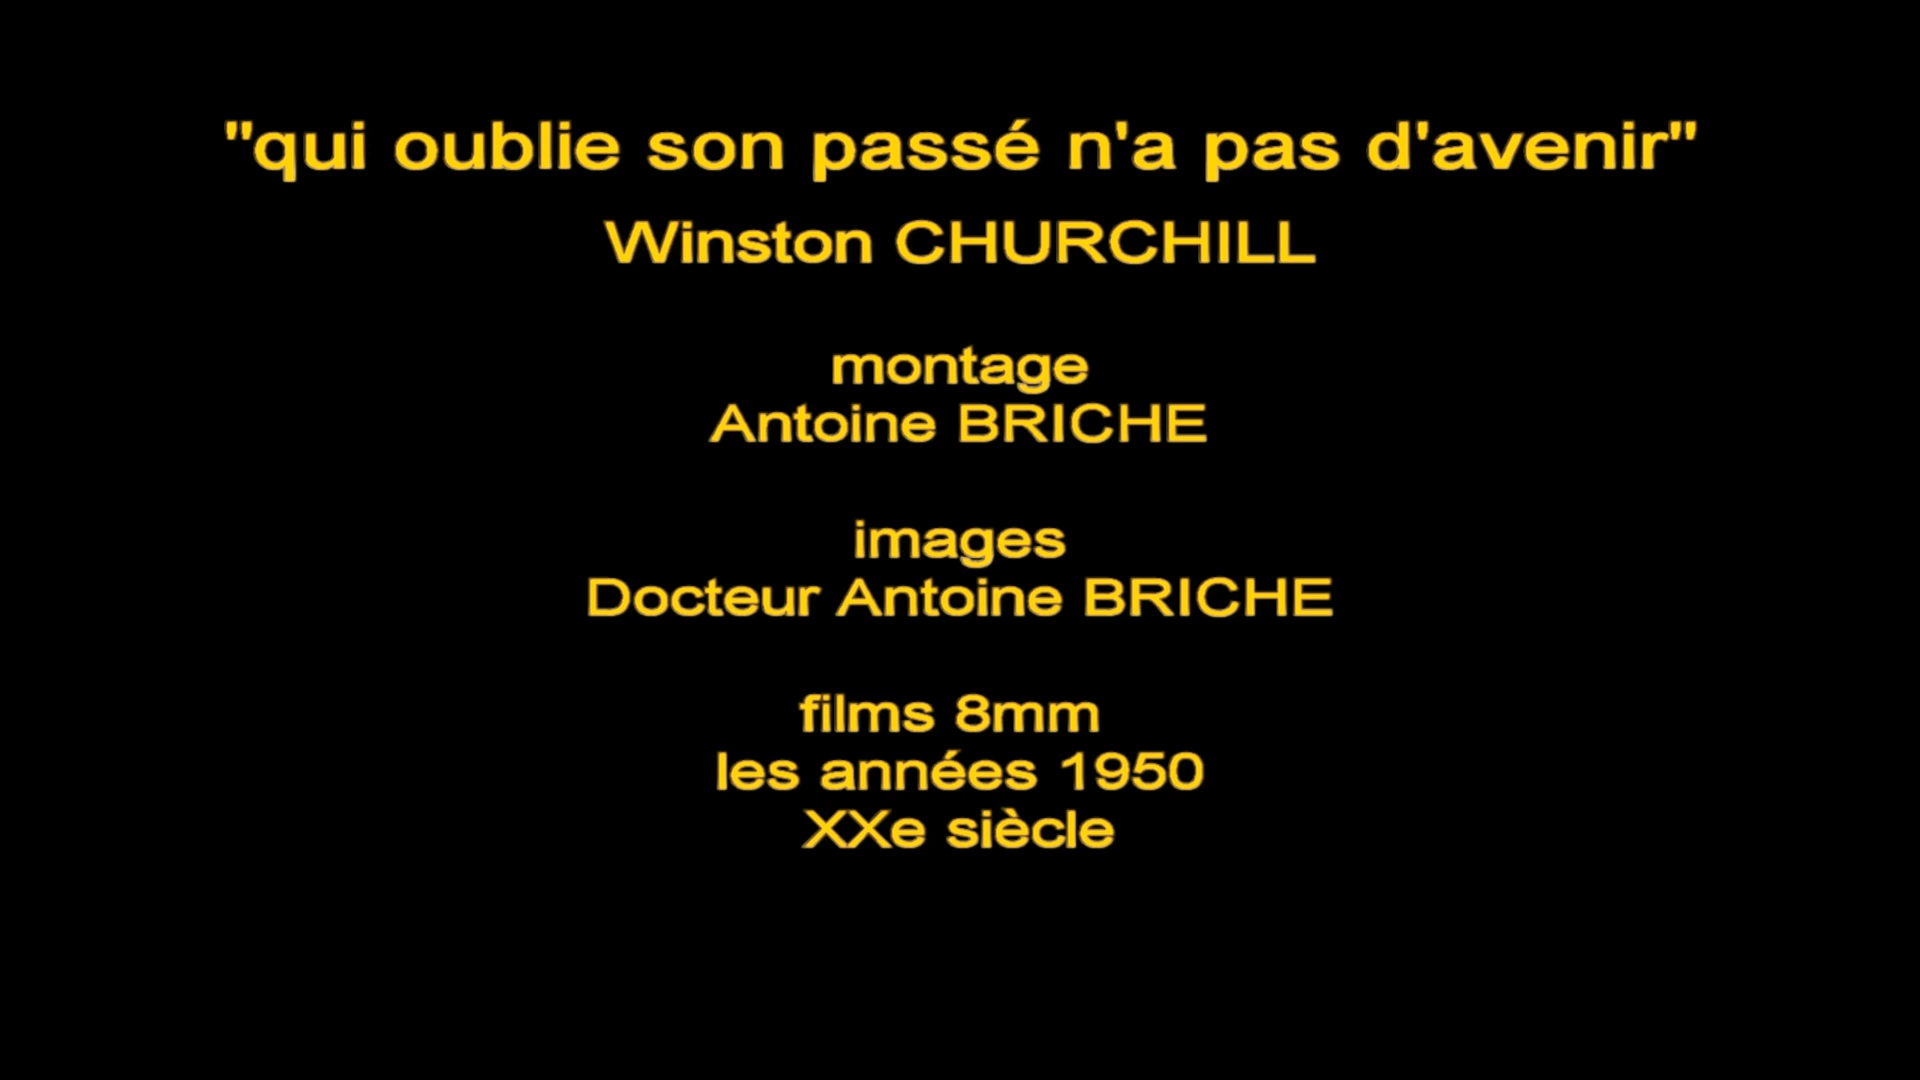 "qui oublie son passé n'a pas d'avenir"
Winston CHURCHILL
montage
Antoine BRICHE
images
Docteur Antoine BRICHE
films 8mm
les années 1950
XXe siècle